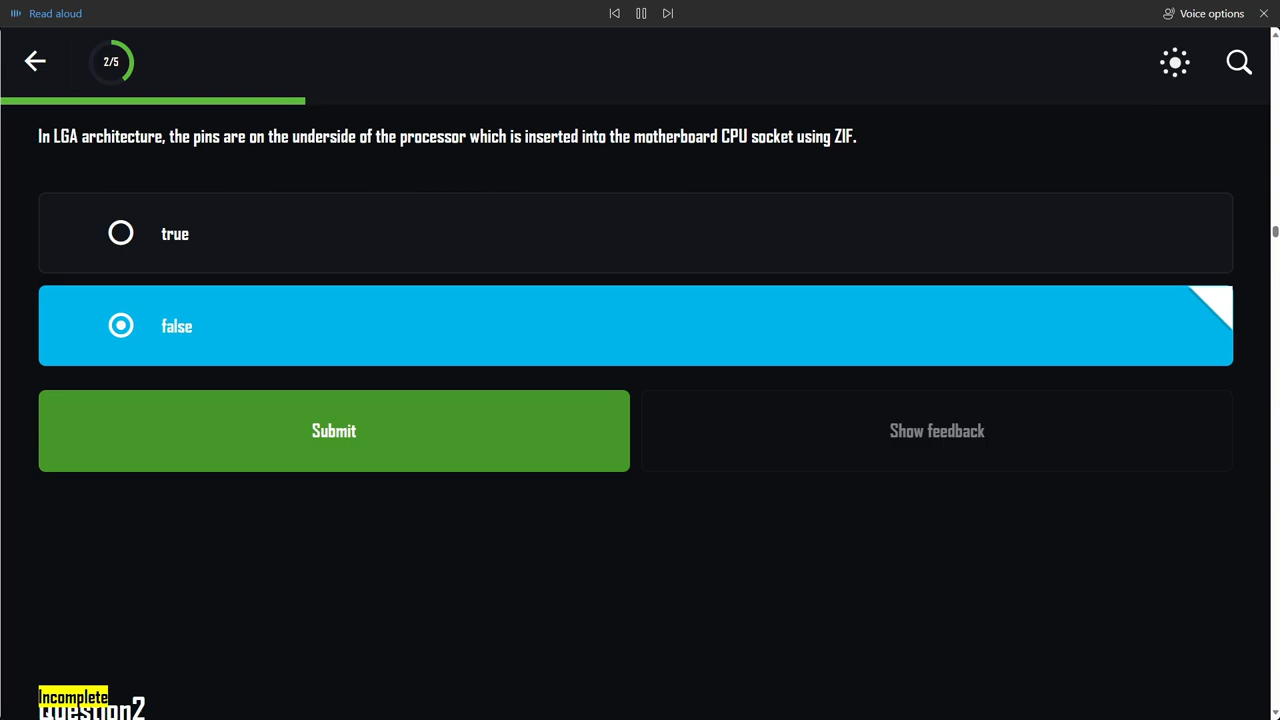 Read aloud
Voice options
2/5
In LGA architecture, the pins are on the underside of the processor which is inserted into the motherboard CPU socket using ZIF.
true
false
Submit
Show feedback
Incomplete
Question2